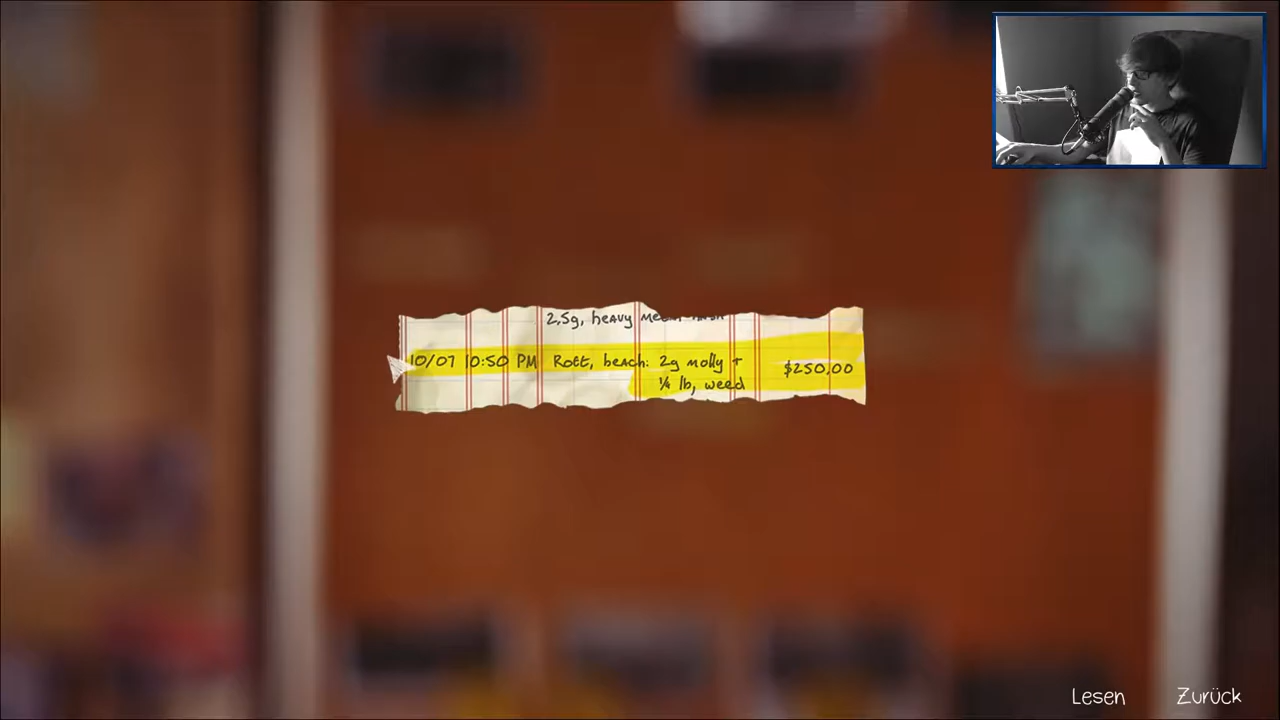 2,5g, heavy
10/07 10:50 PM Rott, beach: 2g molly +
¼ lb, weed
$250,00
Lesen Zurück